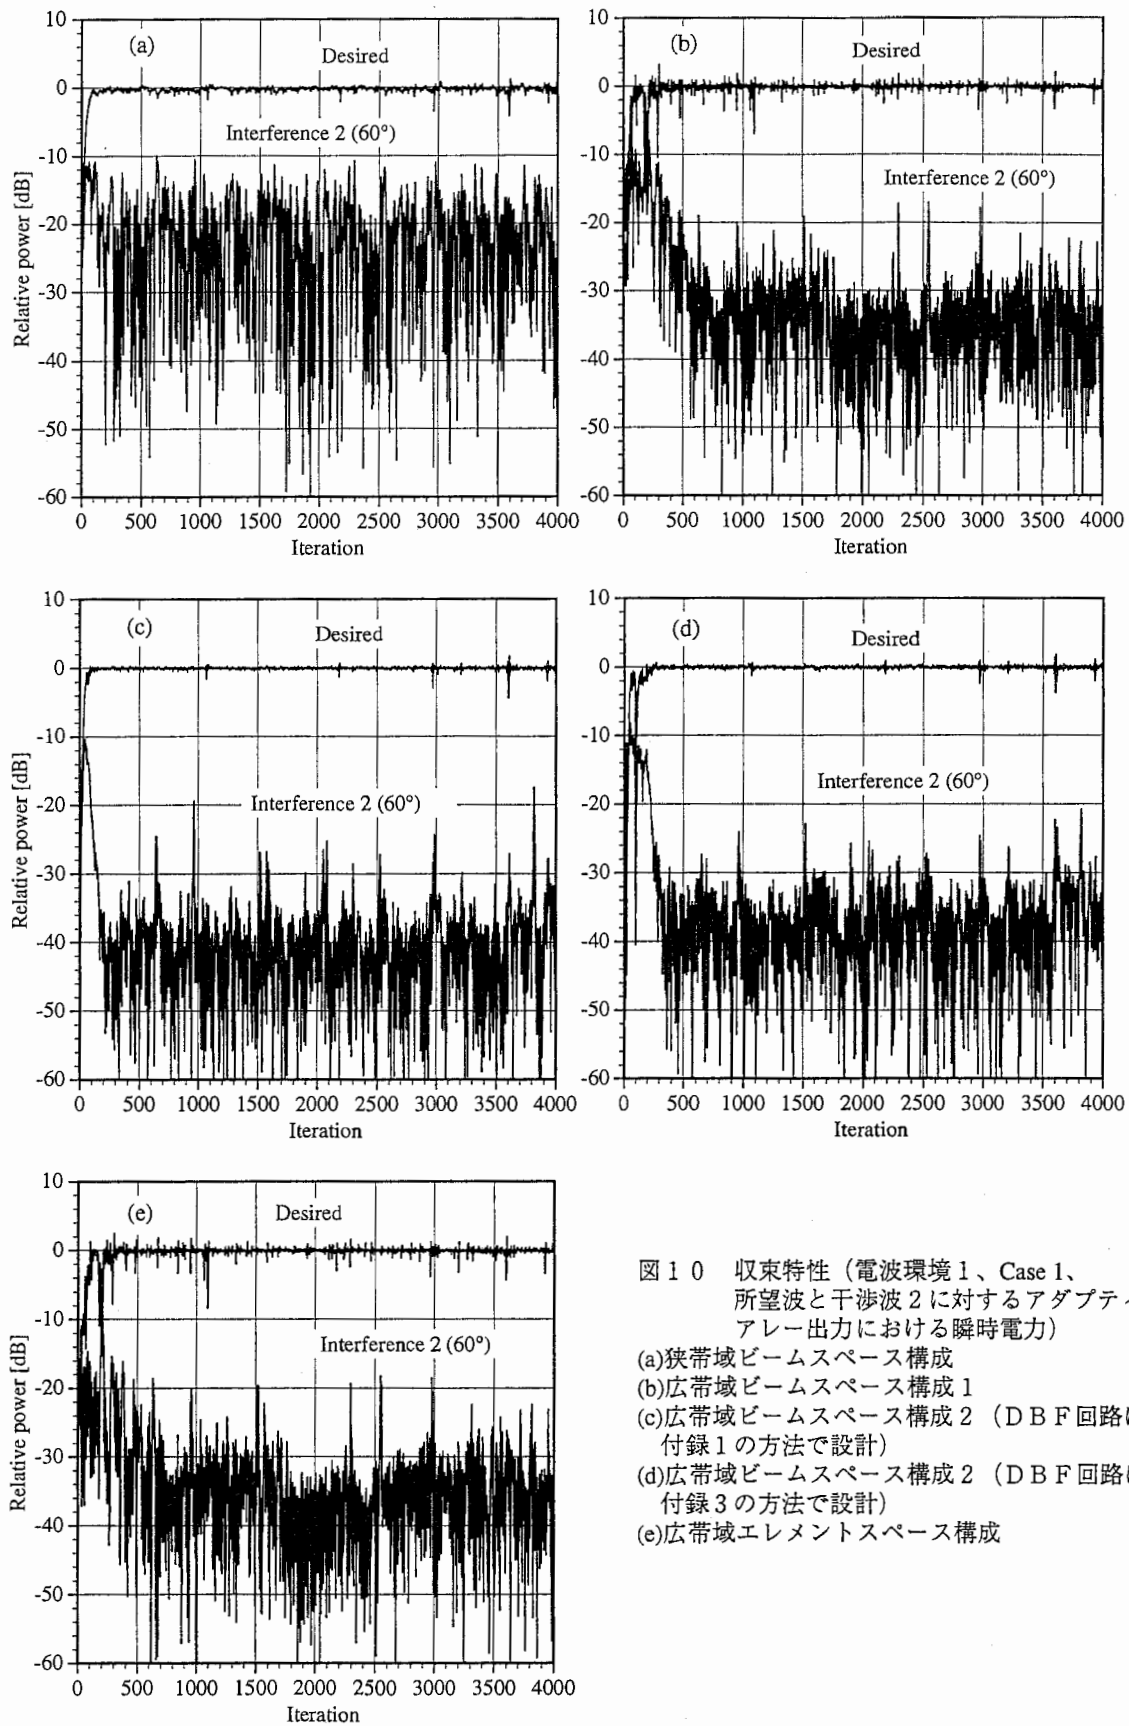 (a)
Desired
Interference 2 (60°)
Relative power [dB]
10
0
-10
-20
-30
-40
-50
-60
0 500 1000 1500 2000 2500 3000 3500 4000
Iteration
(b)
Desired
Interference 2 (60°)
10
0
-10
-20
-30
-40
-50
-60
0 500 1000 1500 2000 2500 3000 3500 4000
Iteration
(c)
Desired
Interference 2 (60°)
Relative power [dB]
10
0
-10
-20
-30
-40
-50
-60
0 500 1000 1500 2000 2500 3000 3500 4000
Iteration
(d)
Desired
Interference 2 (60°)
10
0
-10
-20
-30
-40
-50
-60
0 500 1000 1500 2000 2500 3000 3500 4000
Iteration
(e)
Desired
Interference 2 (60°)
Relative power [dB]
10
0
-10
-20
-30
-40
-50
-60
0 500 1000 1500 2000 2500 3000 3500 4000
Iteration
図10 収束特性（電波環境1、Case 1、
所望波と干渉波2に対するアダプティ
アレー出力における瞬時電力）
(a)狭帯域ビームスペース構成
(b)広帯域ビームスペース構成1
(c)広帯域ビームスペース構成2（DBF回路
付録1の方法で設計）
(d)広帯域ビームスペース構成2（DBF回路
付録3の方法で設計）
(e)広帯域エレメントスペース構成